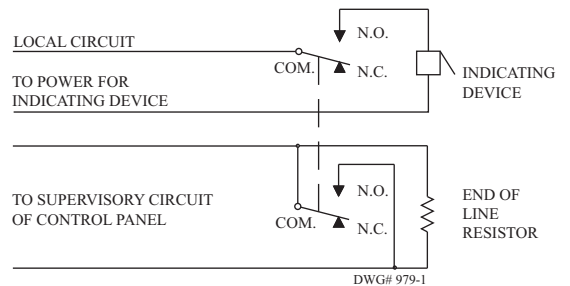 LOCAL CIRCUIT
N.O.
COM.
N.C.
TO POWER FOR
INDICATING DEVICE
INDICATING
DEVICE
TO SUPERVISORY CIRCUIT
OF CONTROL PANEL
N.O.
COM.
N.C.
END OF
LINE
RESISTOR
DWG# 979-1